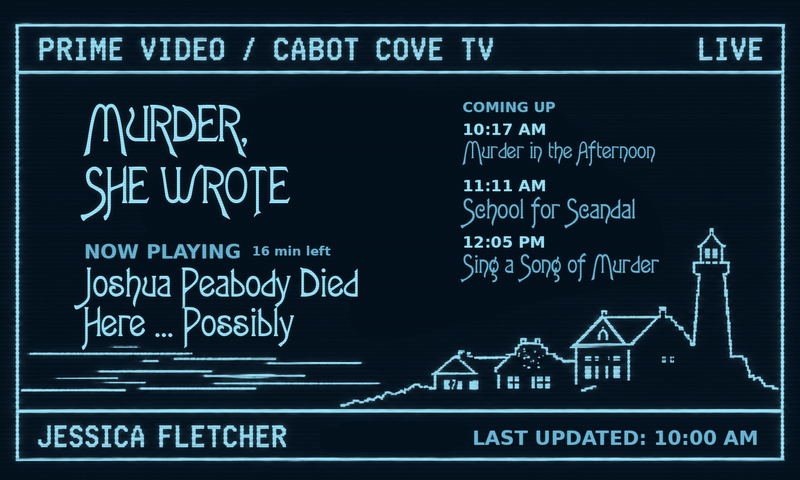 PRIME VIDEO / CABOT COVE TV
LIVE
MURDER,
SHE WROTE
NOW PLAYING 16 min left
Joshua Peabody Died
Here ... Possibly
COMING UP
10:17 AM
Murder in the Afternoon
11:11 AM
School for Scandal
12:05 PM
Sing a Song of Murder
JESSICA FLETCHER
LAST UPDATED: 10:00 AM